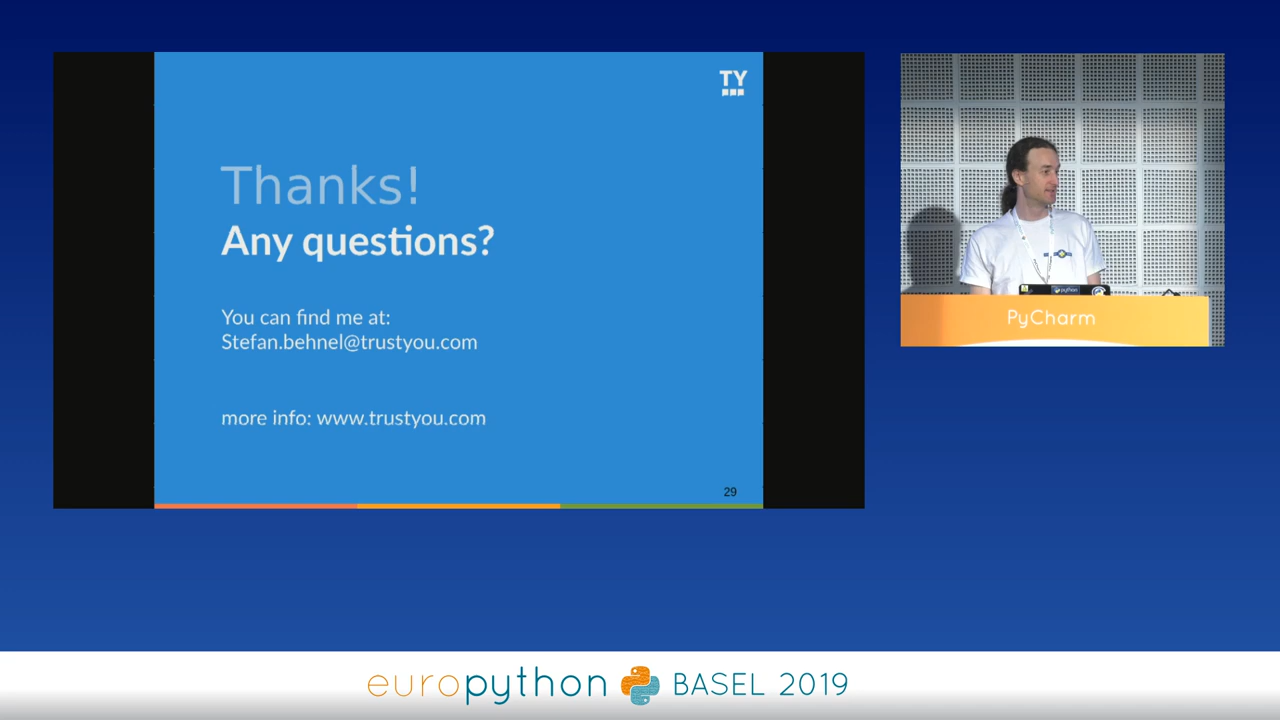 TY
Thanks!
Any questions?
You can find me at:
Stefan.behnel@trustyou.com
more info: www.trustyou.com
29
python
PyCharm
europython BASEL 2019